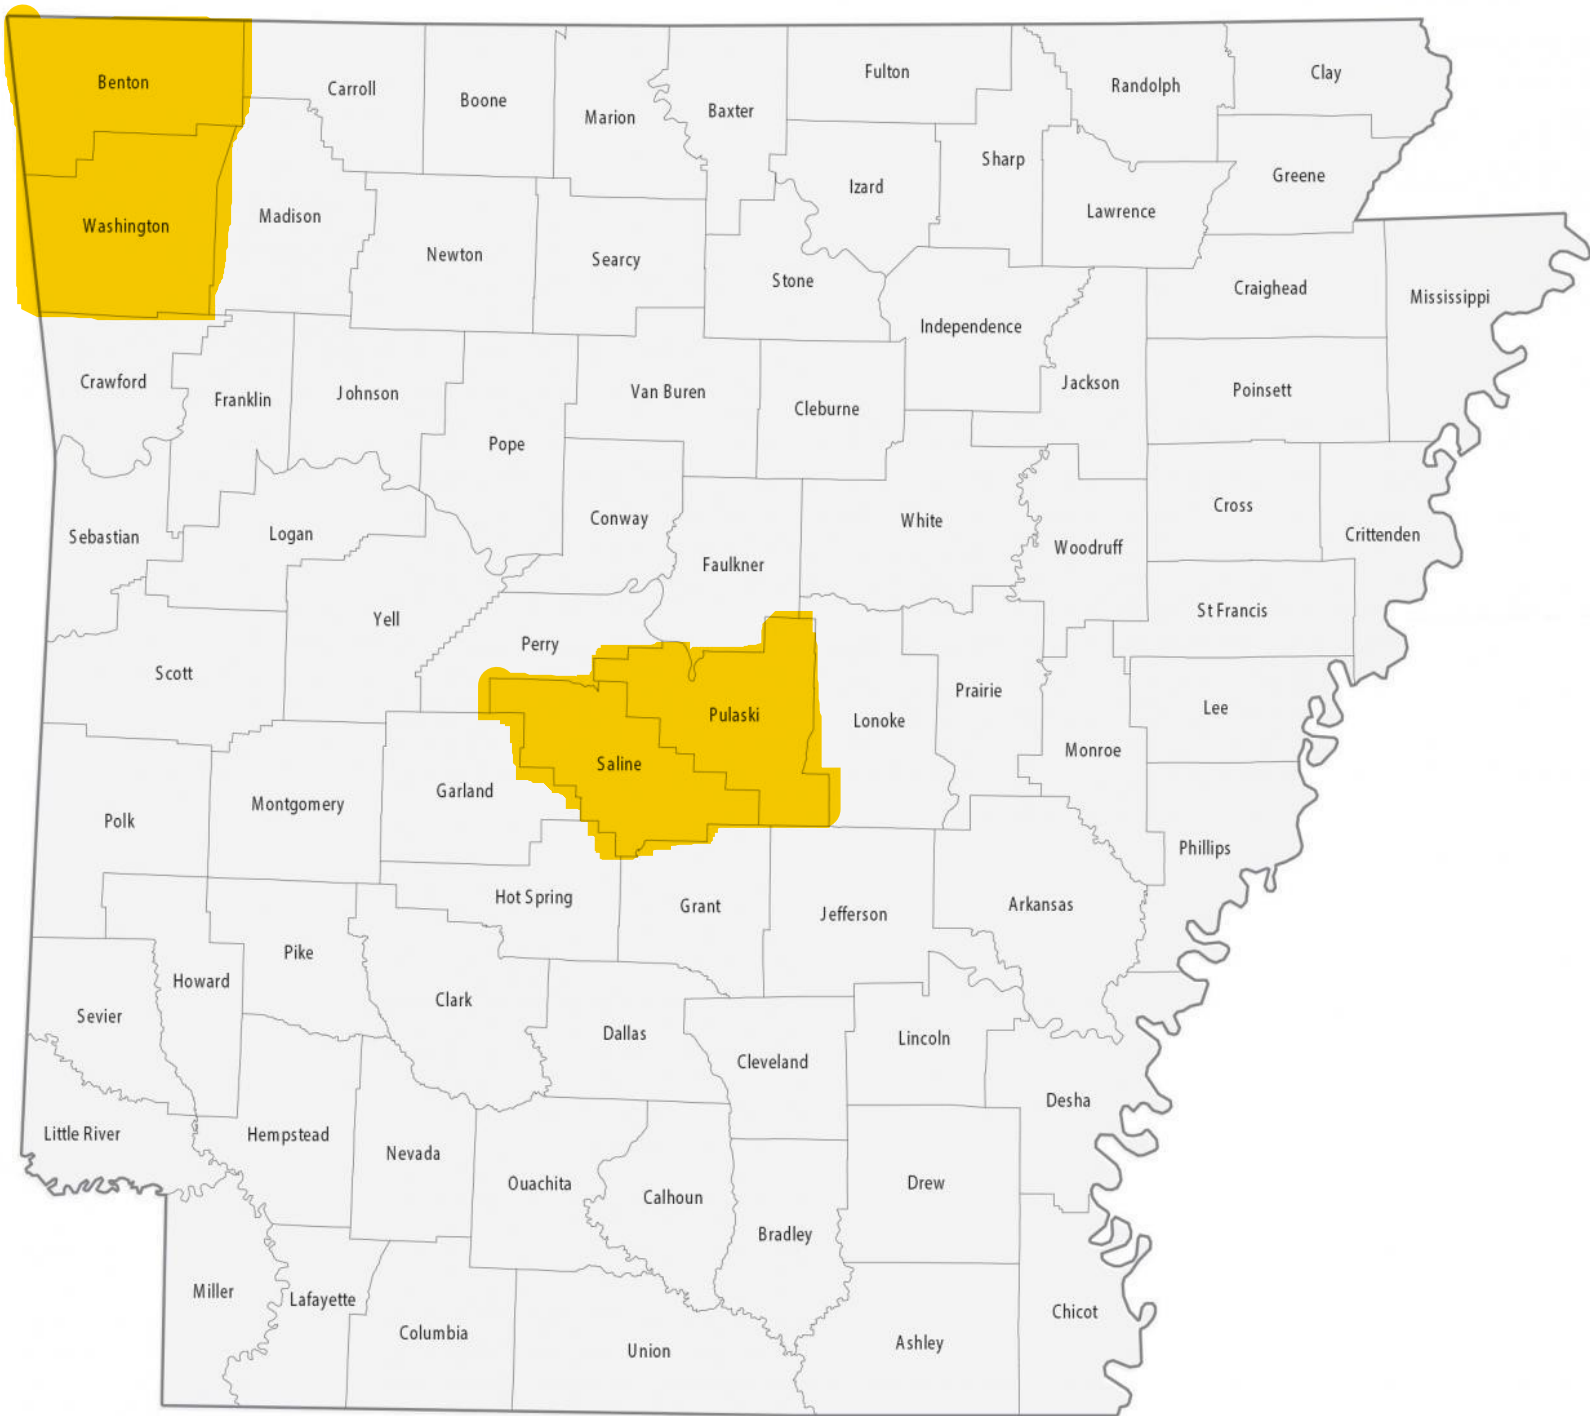 Benton
Carroll
Boone
Marion
Baxter
Fulton
Randolph
Clay
Sharp
Izard
Greene
Lawrence
Washington
Madison
Newton
Searcy
Stone
Craighead
Mississippi
Independence
Crawford
Franklin
Johnson
Van Buren
Cleburne
Jackson
Poinsett
Pope
Conway
White
Cross
Crittenden
Sebastian
Logan
Woodruff
Faulkner
St Francis
Yell
Perry
Scott
Prairie
Lee
Pulaski
Lonoke
Monroe
Saline
Garland
Montgomery
Polk
Phillips
Hot Spring
Grant
Jefferson
Arkansas
Pike
Howard
Clark
Sevier
Dallas
Lincoln
Cleveland
Desha
Little River
Hempstead
Nevada
Ouachita
Calhoun
Drew
Bradley
Miller
Lafayette
Chicot
Columbia
Union
Ashley